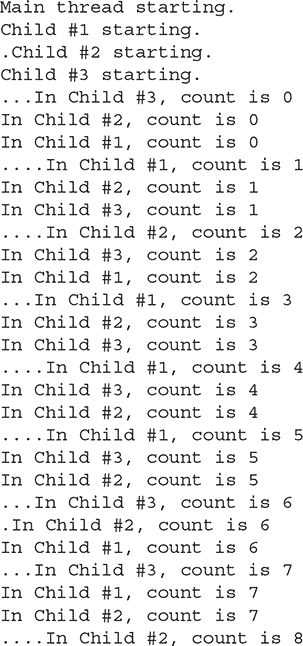 Main thread starting.
Child #1 starting.
.Child #2 starting.
Child #3 starting.
...In Child #3, count is 0
In Child #2, count is 0
In Child #1, count is 0
....In Child #1, count is 1
In Child #2, count is 1
In Child #3, count is 1
....In Child #2, count is 2
In Child #3, count is 2
In Child #1, count is 2
...In Child #1, count is 3
In Child #2, count is 3
In Child #3, count is 3
....In Child #1, count is 4
In Child #3, count is 4
In Child #2, count is 4
....In Child #1, count is 5
In Child #3, count is 5
In Child #2, count is 5
...In Child #3, count is 6
.In Child #2, count is 6
In Child #1, count is 6
...In Child #3, count is 7
In Child #1, count is 7
In Child #2, count is 7
....In Child #2, count is 8